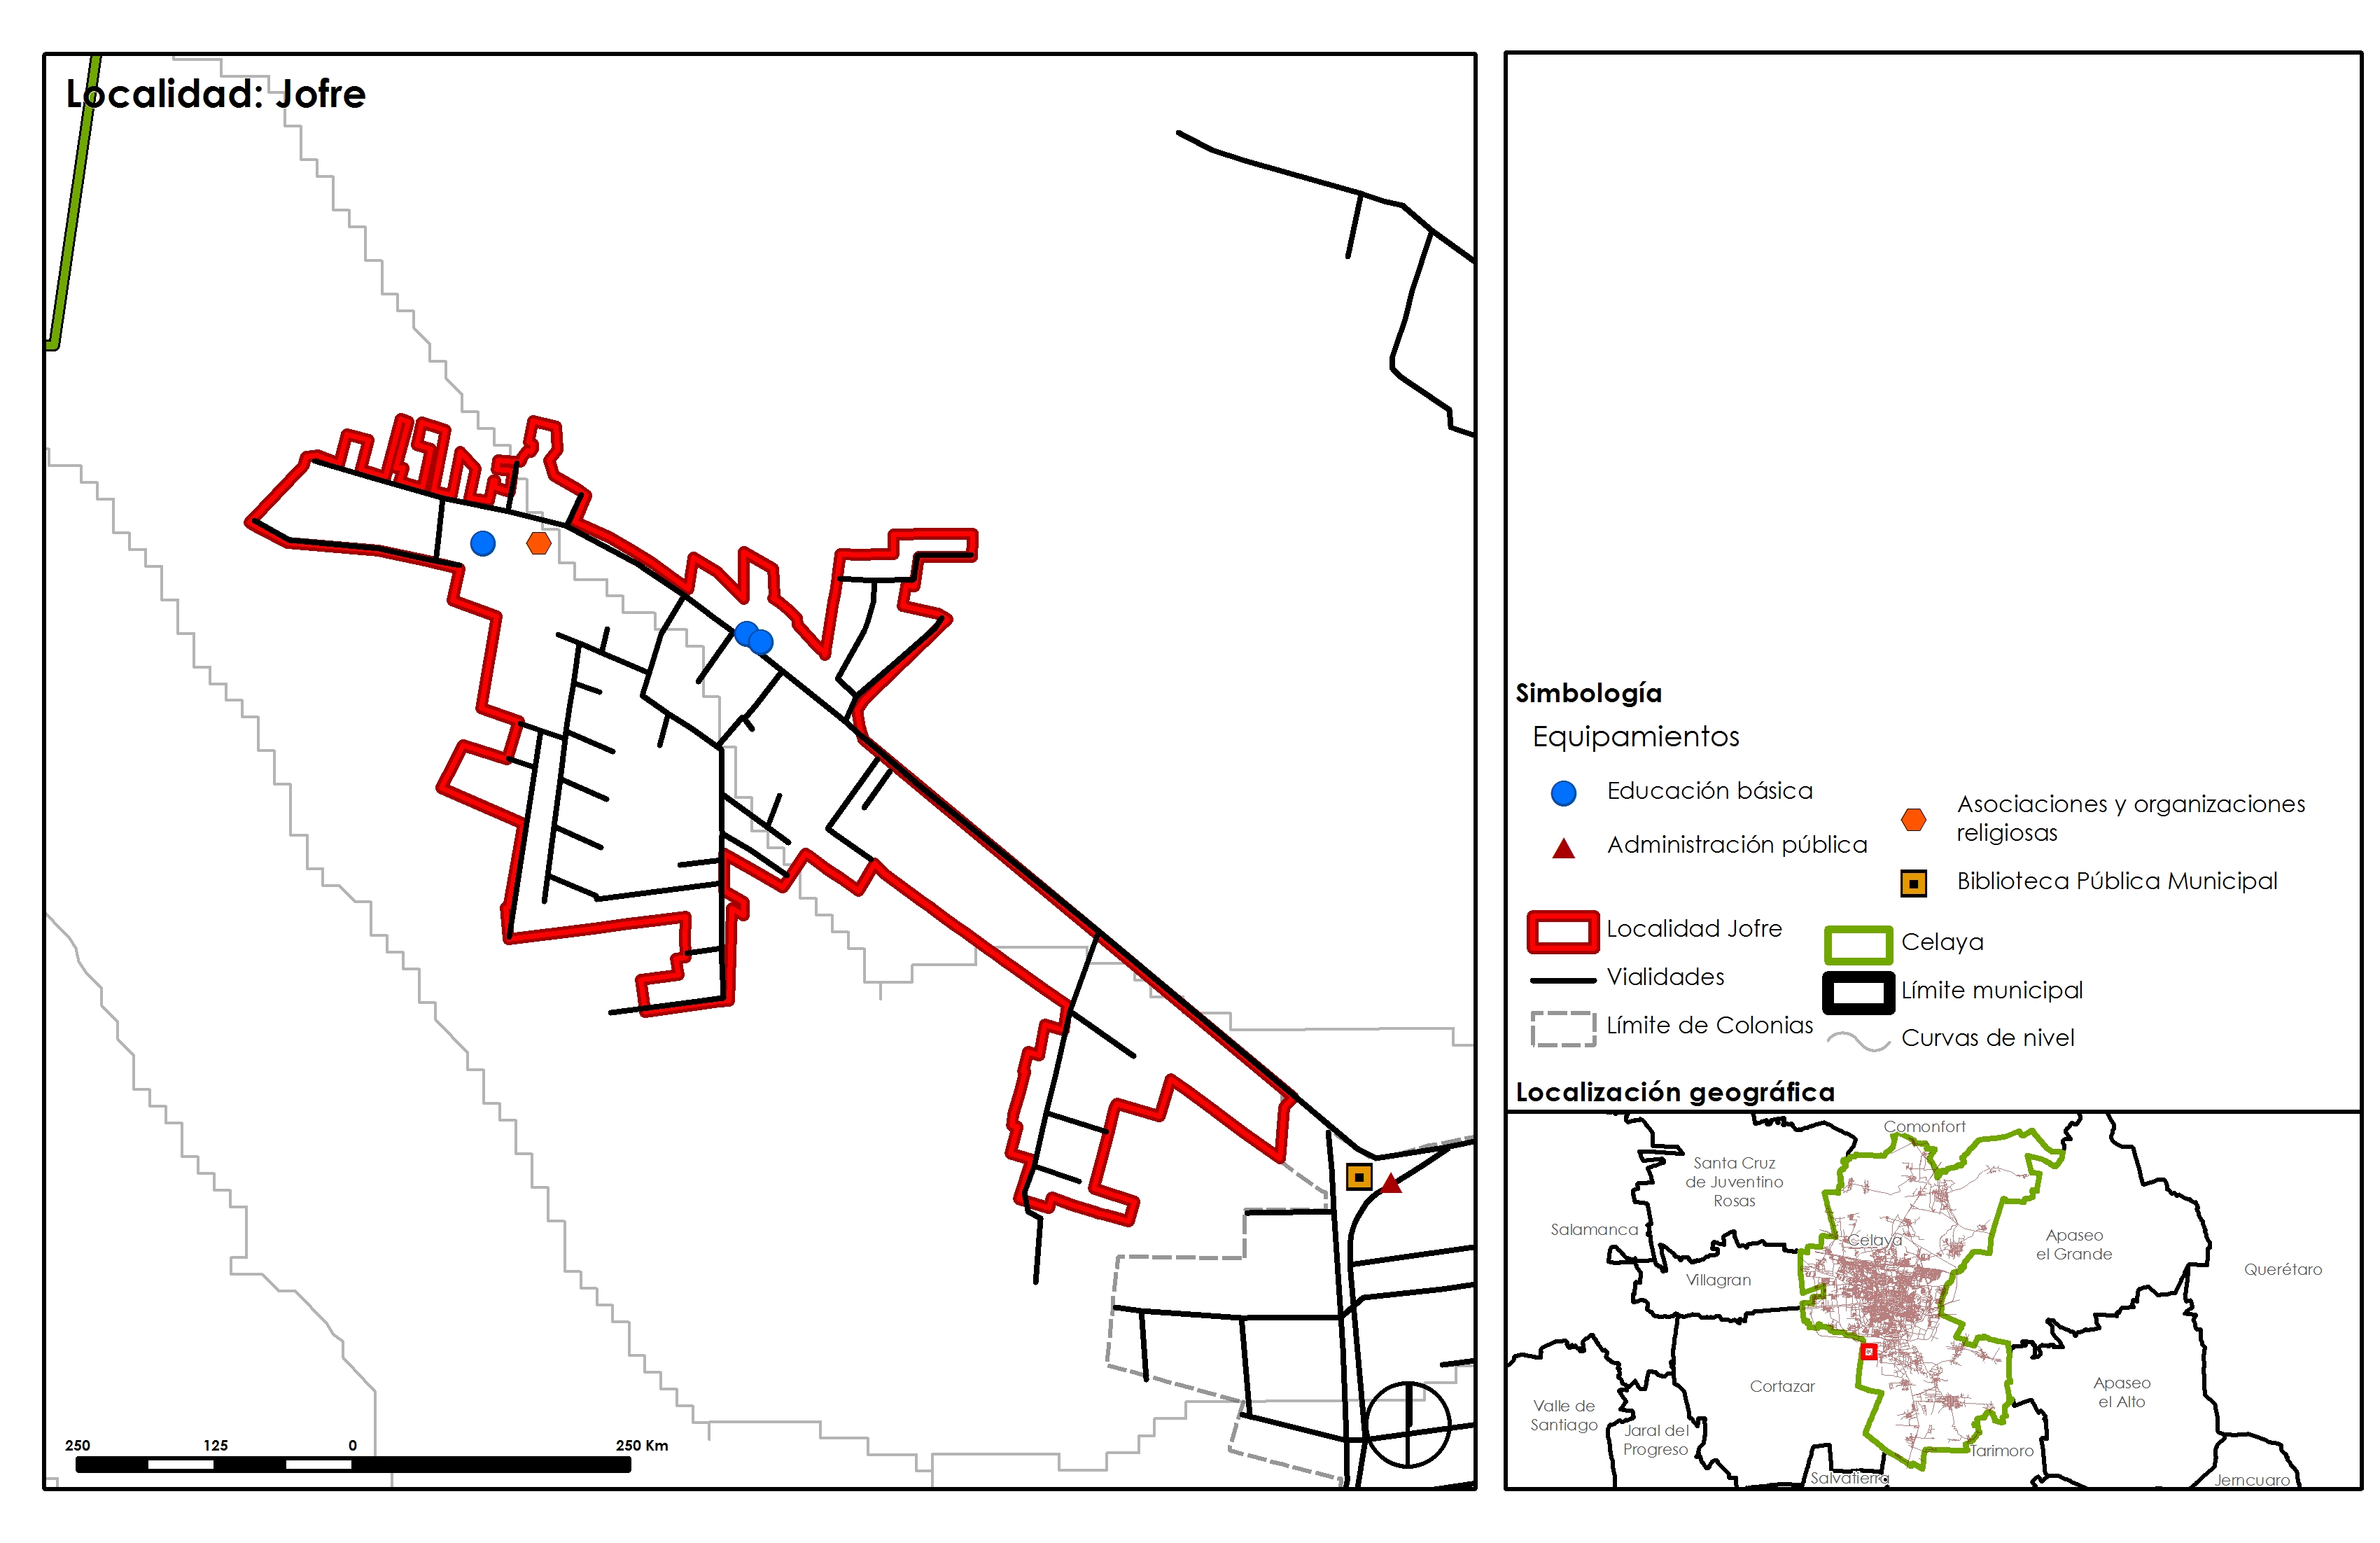 Localidad: Jofre
250 125 0 250 Km
Simbología
Equipamientos
Educación básica
Administración pública
Asociaciones y organizaciones
religiosas
Biblioteca Pública Municipal
Localidad Jofre
Vialidades
Límite de Colonias
Celaya
Límite municipal
Curvas de nivel
Localización geográfica
Comonfort
Santa Cruz
de Juventino
Rosas
Salamanca
Celaya
Apaseo
el Grande
Querétaro
Villagran
Cortazar
Apaseo
el Alto
Valle de
Santiago
Jaral del
Progreso
Tarimoro
Salvatierra
Jerncuaro